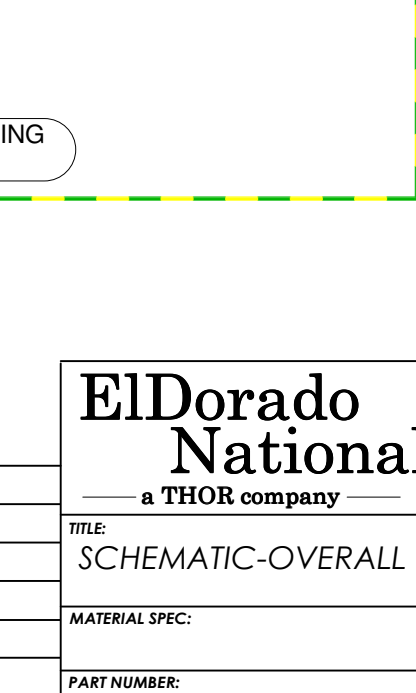 ING
ElDorado
National
a THOR company
TITLE:
SCHEMATIC-OVERALL
MATERIAL SPEC:
PART NUMBER: